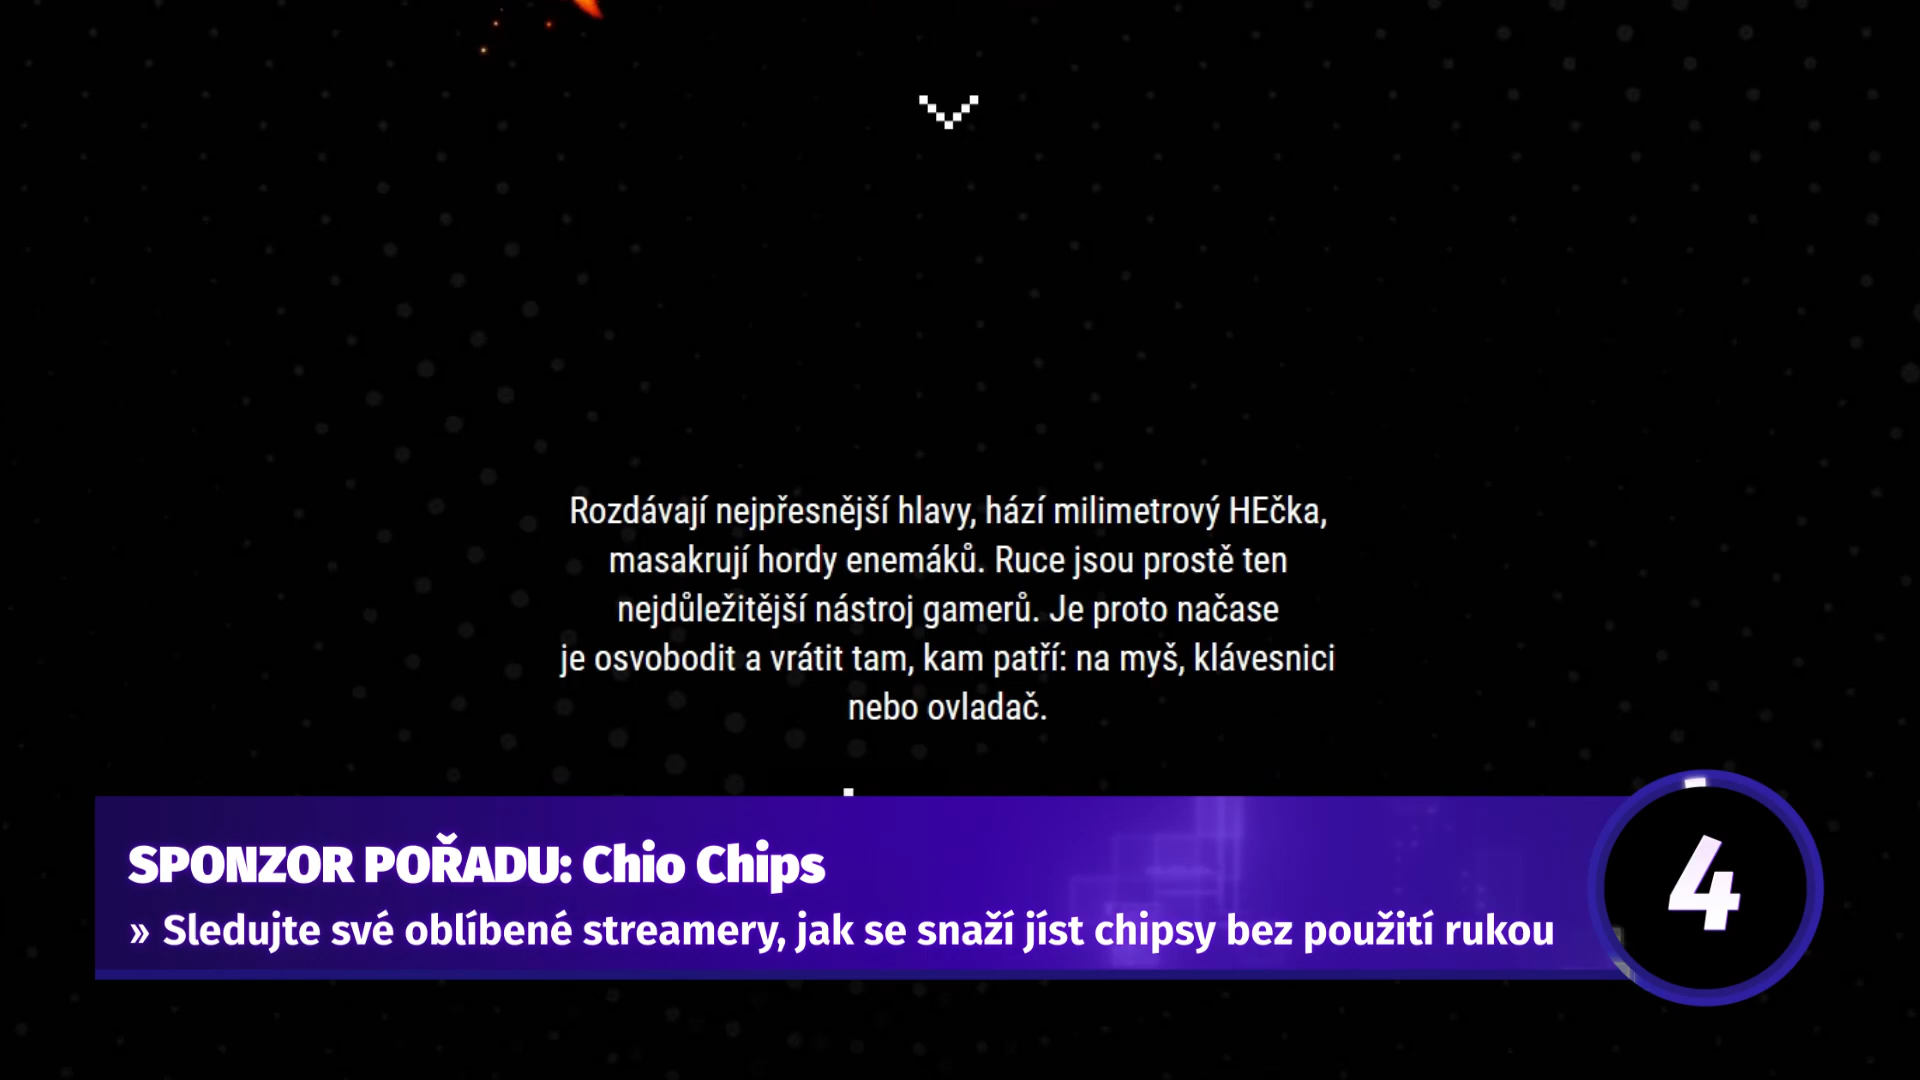 Rozdávají nejpřesnější hlavy, hází milimetrový HEčka,
masakrují hordy enemáků. Ruce jsou prostě ten
nejdůležitější nástroj gamerů. Je proto načase
je osvobodit a vrátit tam, kam patří: na myš, klávesnici
nebo ovladač.
SPONZOR POŘADU: Chio Chips
» Sledujte své oblíbené streamery, jak se snaží jíst chipsy bez použití rukou
4